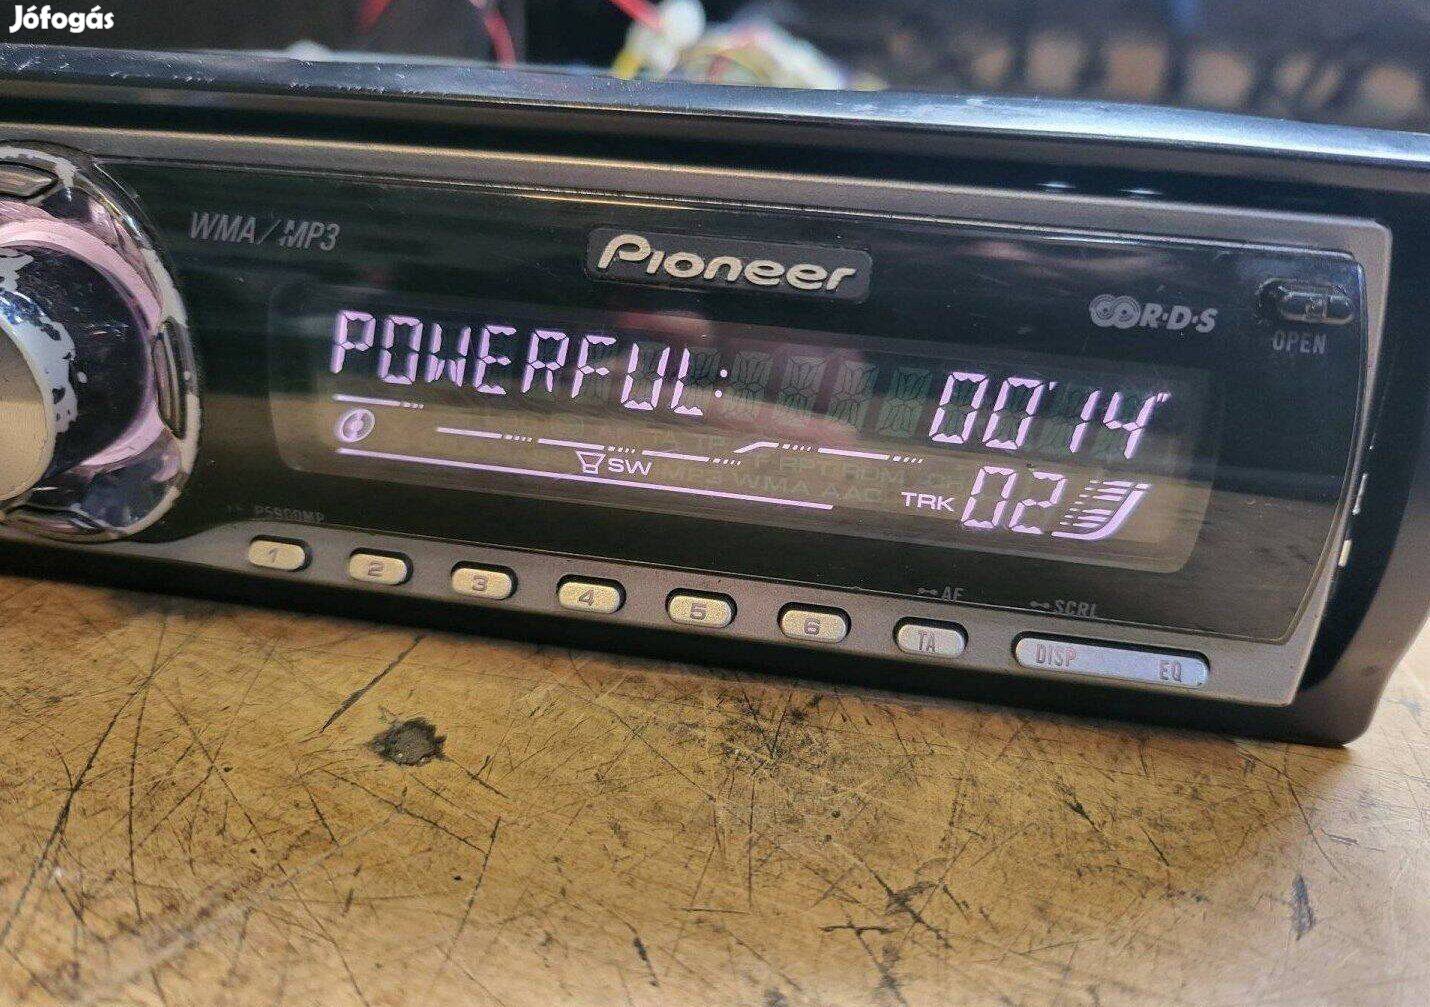 Jófogás
WMA/MP3
Pioneer
R·D·S
OPEN
POWERFUL: 00'14"
SW
TRK 02
1 2 3 4 5 6 TA DISP EQ
AF
SCRL